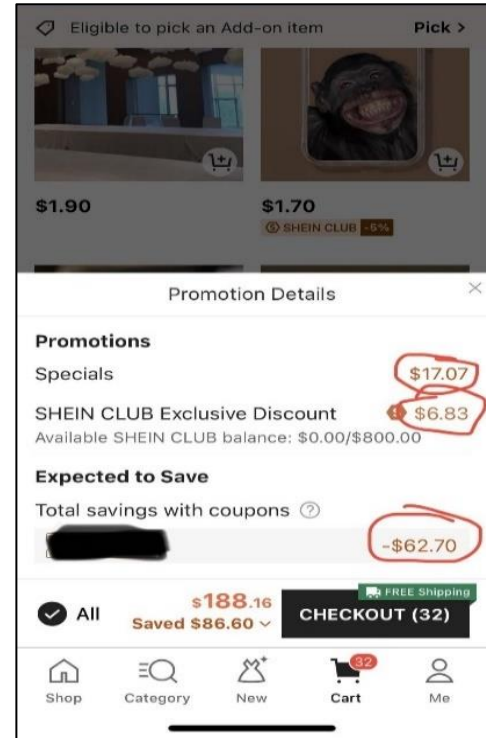 Eligible to pick an Add-on item Pick >
$1.90 $1.70
S SHEIN CLUB -5%
Promotion Details ×
Promotions
Specials $17.07
SHEIN CLUB Exclusive Discount $6.83
Available SHEIN CLUB balance: $0.00/$800.00
Expected to Save
Total savings with coupons ?
-$62.70
FREE Shipping
All $188.16 CHECKOUT (32)
Saved $86.60
32
Shop Category New Cart Me